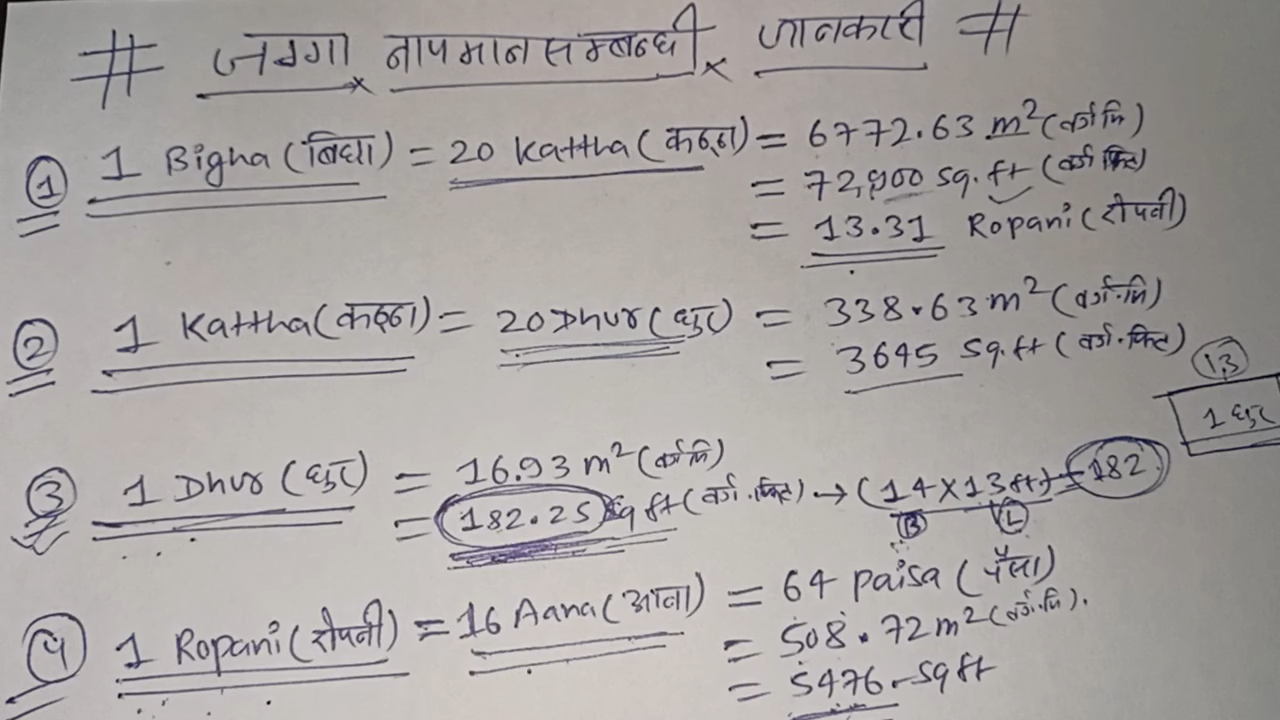 # जग्गा नापमान सम्बन्धी जानकारी #
① 1 Bigha (बिघा) = 20 Kattha (कठ्ठा) = 6772.63 m² (वर्ग मि)
= 72,900 sq.ft (वर्ग फिट)
= 13.31 Ropani (रोपनी)
② 1 Kattha (कठ्ठा) = 20 Dhur (धुर) = 338.63 m² (वर्ग.मि)
= 3645 sq.ft (वर्ग.फिट)
13
1 धुर
③ 1 Dhur (धुर) = 16.93 m² (वर्ग मि)
= 182.25 sq ft (वर्ग.फिट) → (14 X 13 ft) = 182
B L
④ 1 Ropani (रोपनी) = 16 Aana (आना) = 64 paisa (पैसा)
= 508.72 m² (वर्ग.मि).
= 5476 - sq ft